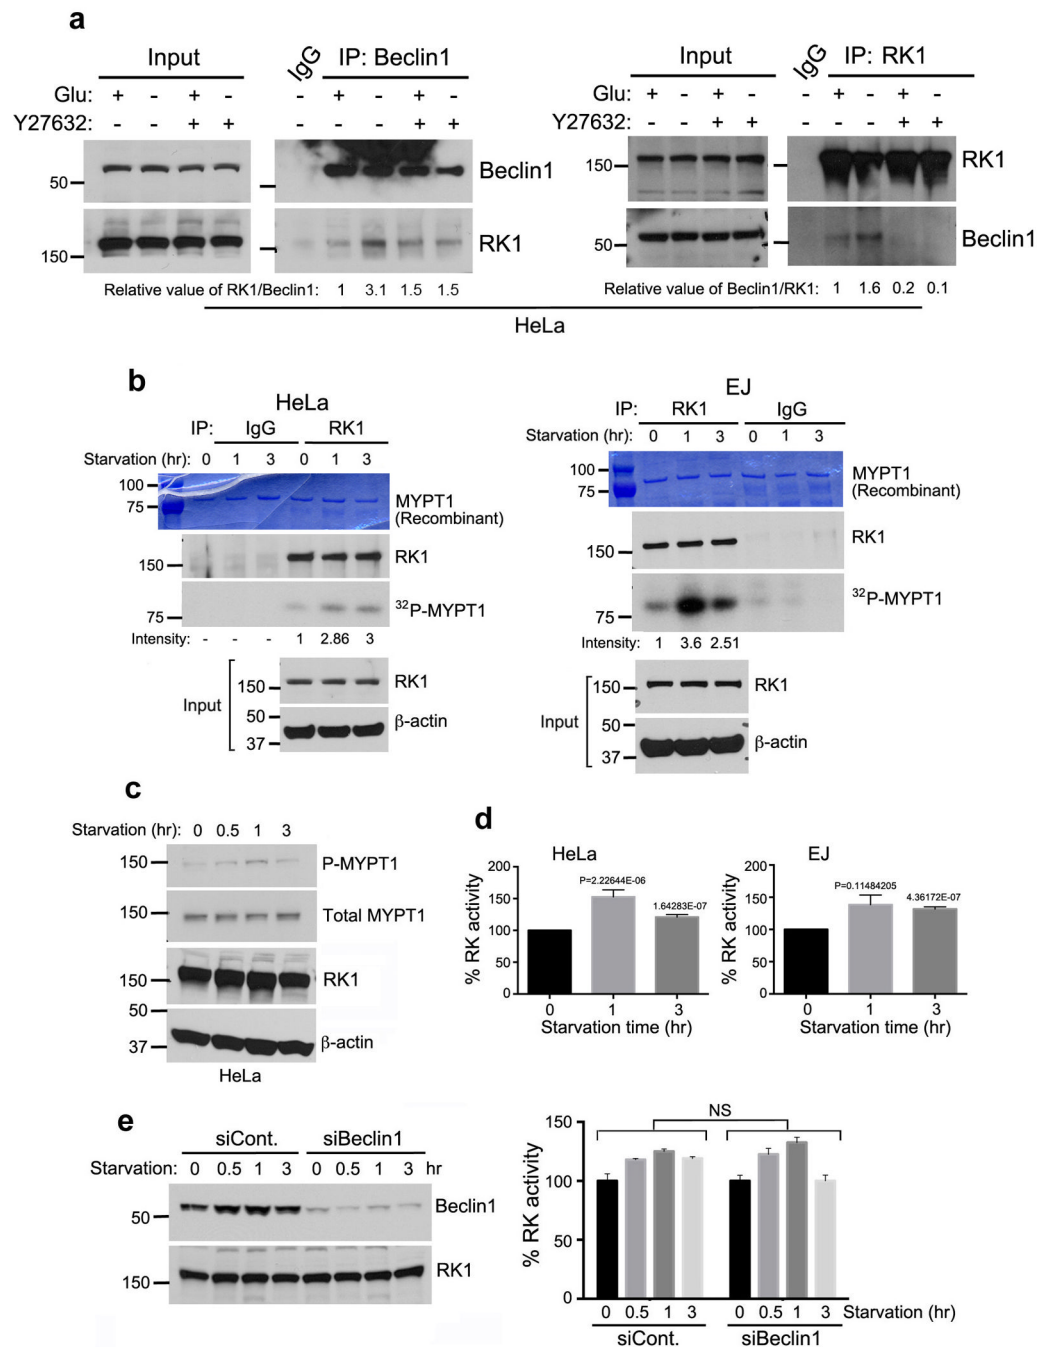 a
Input IgG IP: Beclin1
Glu: + - + - - + - + -
Y27632: - - + + - - - + +
50 Beclin1
150 RK1
Relative value of RK1/Beclin1: 1 3.1 1.5 1.5
Input IgG IP: RK1
Glu: + - + - - + - + -
Y27632: - - + + - - - + +
150 RK1
50 Beclin1
Relative value of Beclin1/RK1: 1 1.6 0.2 0.1
HeLa
b
HeLa
IP: IgG RK1
Starvation (hr): 0 1 3 0 1 3
100
75
MYPT1
(Recombinant)
150 RK1
75 32P-MYPT1
Intensity: - - - 1 2.86 3
Input
150 RK1
50
37
β-actin
EJ
IP: RK1 IgG
Starvation (hr): 0 1 3 0 1 3
100
75
MYPT1
(Recombinant)
150 RK1
75 32P-MYPT1
Intensity: 1 3.6 2.51
Input
150 RK1
50
37
β-actin
c
Starvation (hr): 0 0.5 1 3
150 P-MYPT1
150 Total MYPT1
150 RK1
50
37 β-actin
HeLa
d
HeLa
% RK activity
200
150
100
50
0
P=2.22644E-06
1.64283E-07
0 1 3
Starvation time (hr)
EJ
% RK activity
200
150
100
50
0
P=0.11484205
4.36172E-07
0 1 3
Starvation time (hr)
e
siCont. siBeclin1
Starvation: 0 0.5 1 3 0 0.5 1 3 hr
50 Beclin1
150 RK1
NS
% RK activity
150
100
50
0
0 0.5 1 3 0 0.5 1 3 Starvation (hr)
siCont. siBeclin1